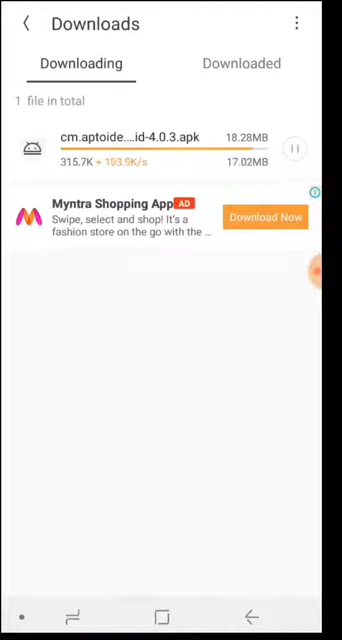 Downloads
Downloading
Downloaded
1 file in total
cm.aptoide....id-4.0.3.apk 18.28MB
315.7K + 193.9K/s 17.02MB
Myntra Shopping App AD
Swipe, select and shop! It's a
fashion store on the go with the ...
Download Now